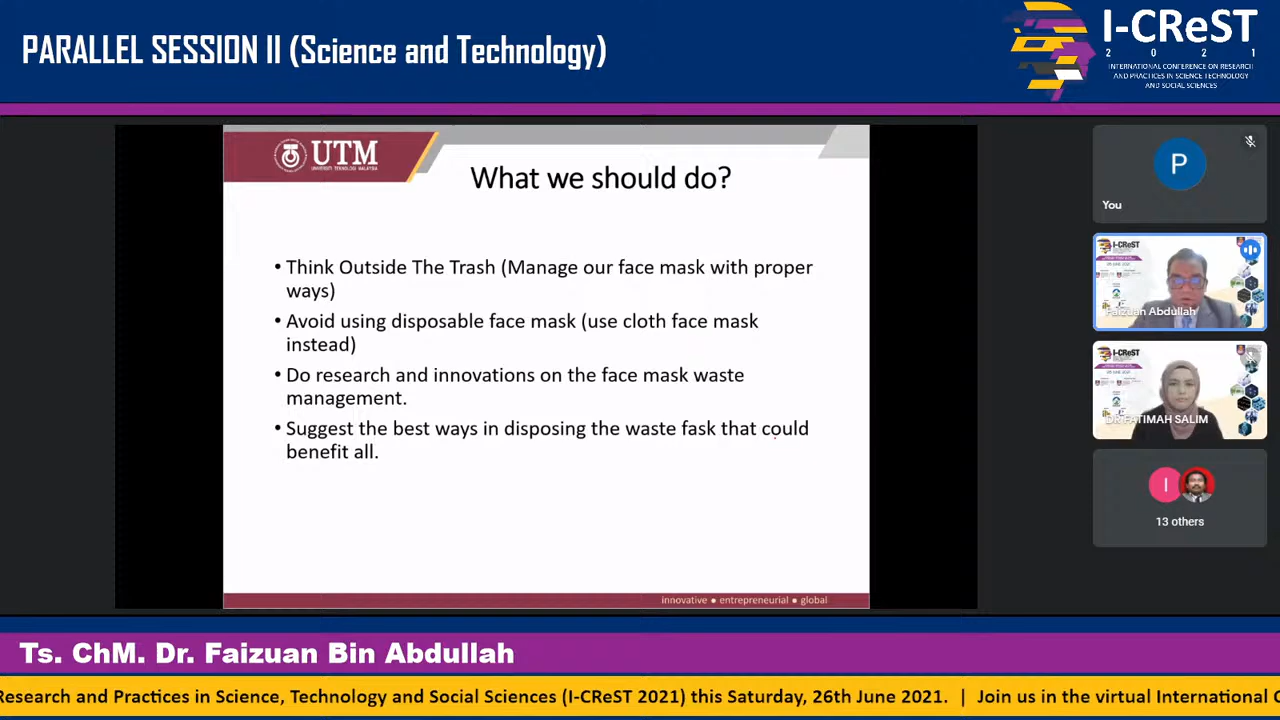 PARALLEL SESSION II (Science and Technology)
I-CReST
2 0 2 1
INTERNATIONAL CONFERENCE ON RESEARCH
AND PRACTICES IN SCIENCE TECHNOLOGY
AND SOCIAL SCIENCES
UTM
UNIVERSITI TEKNOLOGI MALAYSIA
What we should do?
• Think Outside The Trash (Manage our face mask with proper
ways)
• Avoid using disposable face mask (use cloth face mask
instead)
• Do research and innovations on the face mask waste
management.
• Suggest the best ways in disposing the waste fask that could
benefit all.
innovative ● entrepreneurial ● global
P
You
I-CReST
Faizuan Abdullah
I-CReST
DR FATIMAH SALIM
I
13 others
Ts. ChM. Dr. Faizuan Bin Abdullah
Research and Practices in Science, Technology and Social Sciences (I-CReST 2021) this Saturday, 26th June 2021. | Join us in the virtual International C